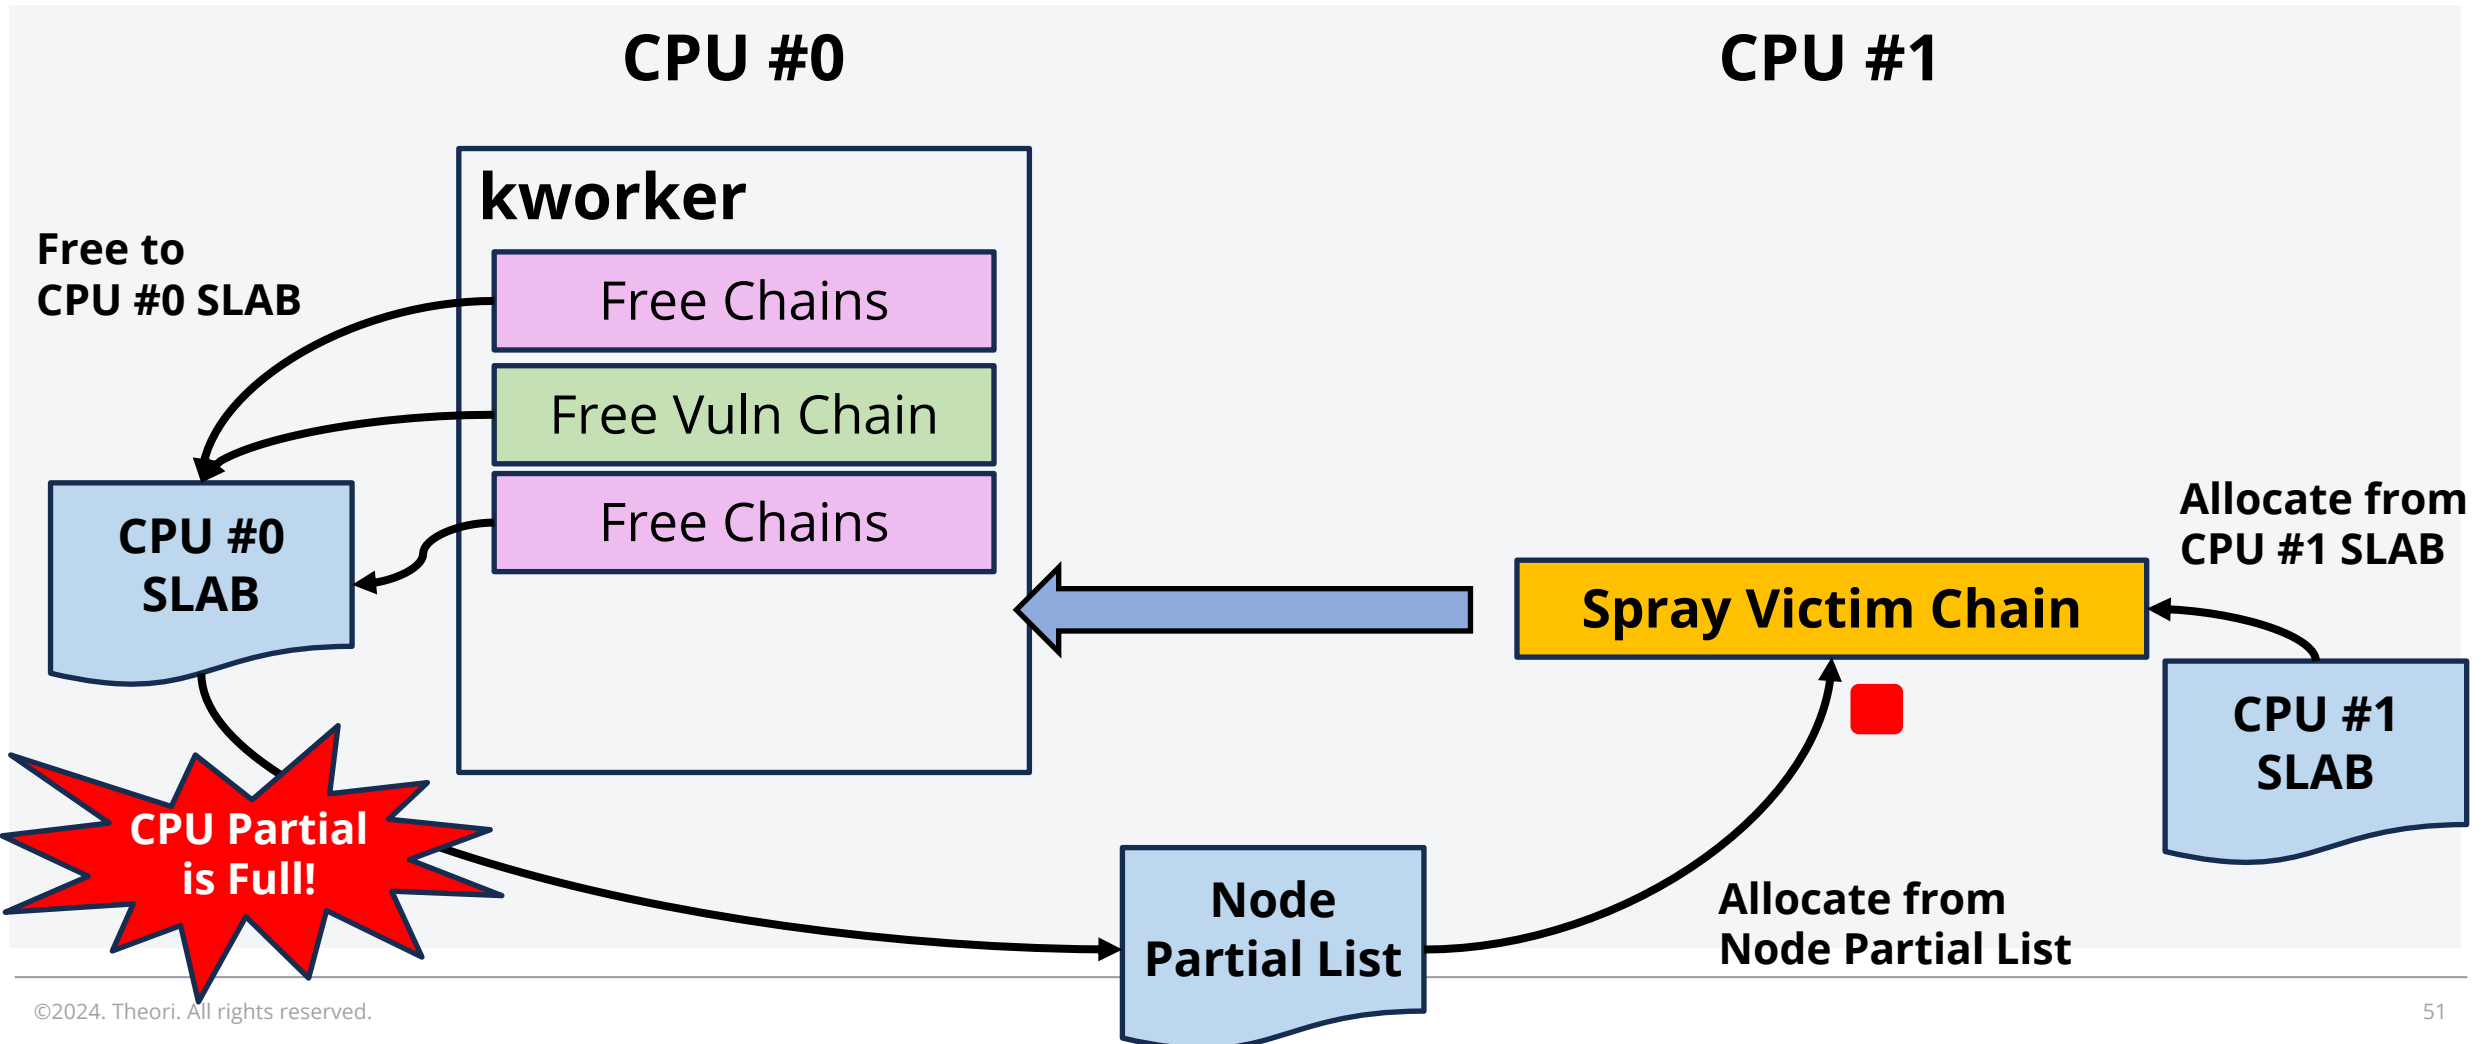 CPU #0
CPU #1
kworker
Free to
CPU #0 SLAB
Free Chains
Free Vuln Chain
Free Chains
CPU #0
SLAB
Allocate from
CPU #1 SLAB
Spray Victim Chain
CPU #1
SLAB
CPU Partial
is Full!
Node
Partial List
Allocate from
Node Partial List
©2024. Theori. All rights reserved.
51